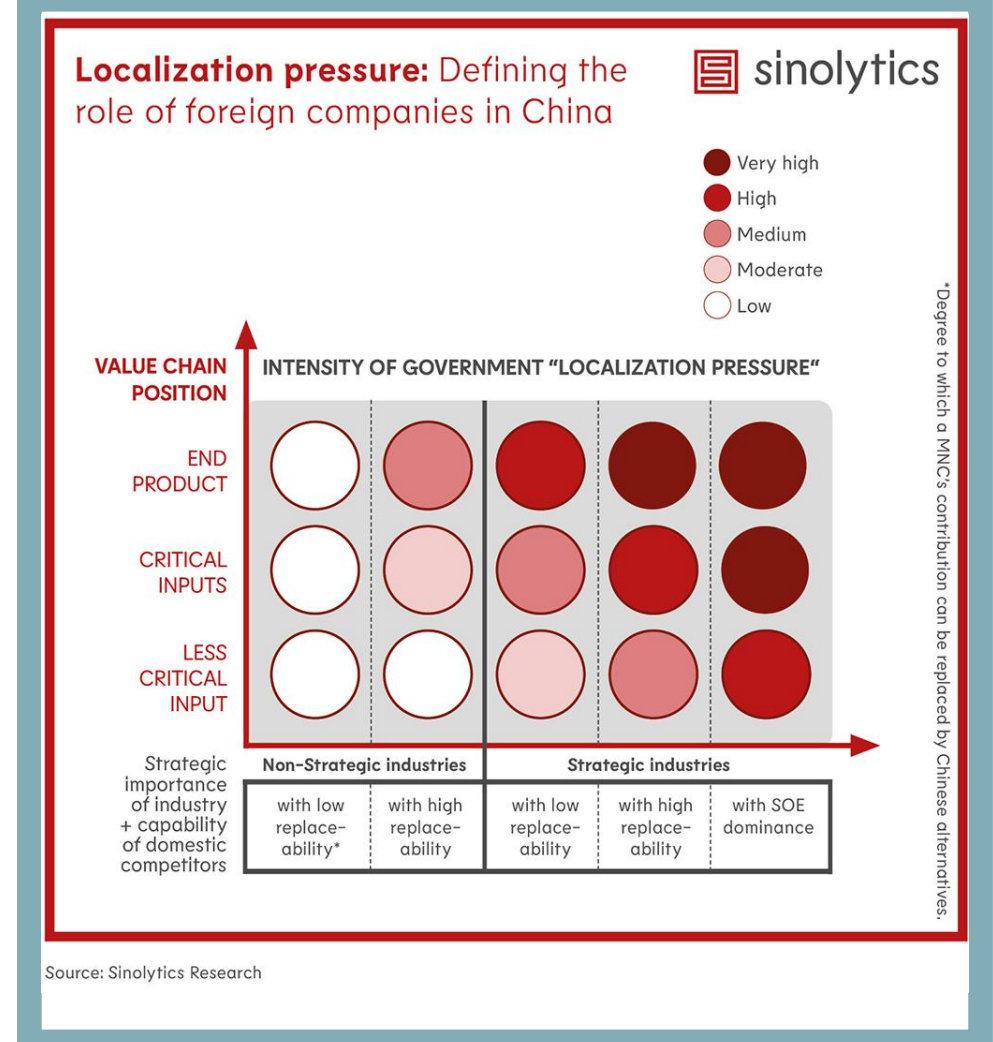 Localization pressure: Defining the
role of foreign companies in China
sinolytics
Very high
High
Medium
Moderate
Low
*Degree to which a MNC's contribution can be replaced by Chinese alternatives.
VALUE CHAIN
POSITION
INTENSITY OF GOVERNMENT “LOCALIZATION PRESSURE“
END
PRODUCT
CRITICAL
INPUTS
LESS
CRITICAL
INPUT
Strategic
importance
of industry
+ capability
of domestic
competitors
Non-Strategic industries
Strategic industries
with low
replace-
ability*
with high
replace-
ability
with low
replace-
ability
with high
replace-
ability
with SOE
dominance
Source: Sinolytics Research